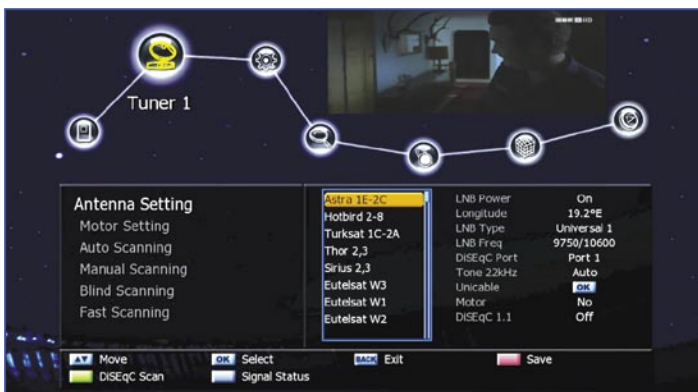 Tuner 1
Antenna Setting
Motor Setting
Auto Scanning
Manual Scanning
Blind Scanning
Fast Scanning
Astra 1E-2C
Hotbird 2-8
Turksat 1C-2A
Thor 2,3
Sirius 2,3
Eutelsat W3
Eutelsat W1
Eutelsat W2
LNB Power On
Longitude 19.2°E
LNB Type Universal 1
LNB Freq 9750/10600
DiSEqC Port Port 1
Tone 22kHz Auto
Unicable OK
Motor No
DiSEqC 1.1 Off
▲▼ Move OK Select BACK Exit Save
DiSEqC Scan Signal Status